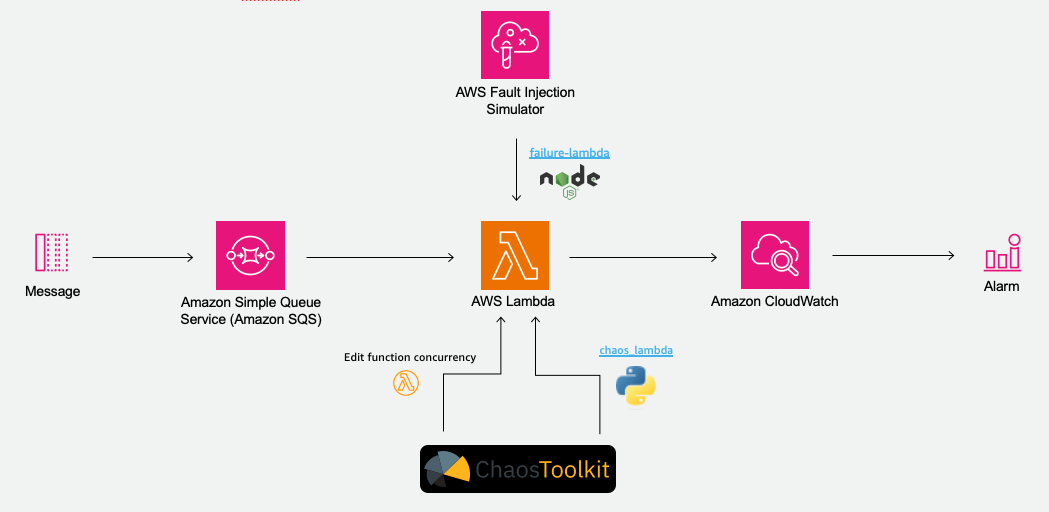 AWS Fault Injection
Simulator
failure-lambda
node
JS
Message
Amazon Simple Queue
Service (Amazon SQS)
AWS Lambda
Amazon CloudWatch
Alarm
Edit function concurrency
chaos_lambda
ChaosToolkit